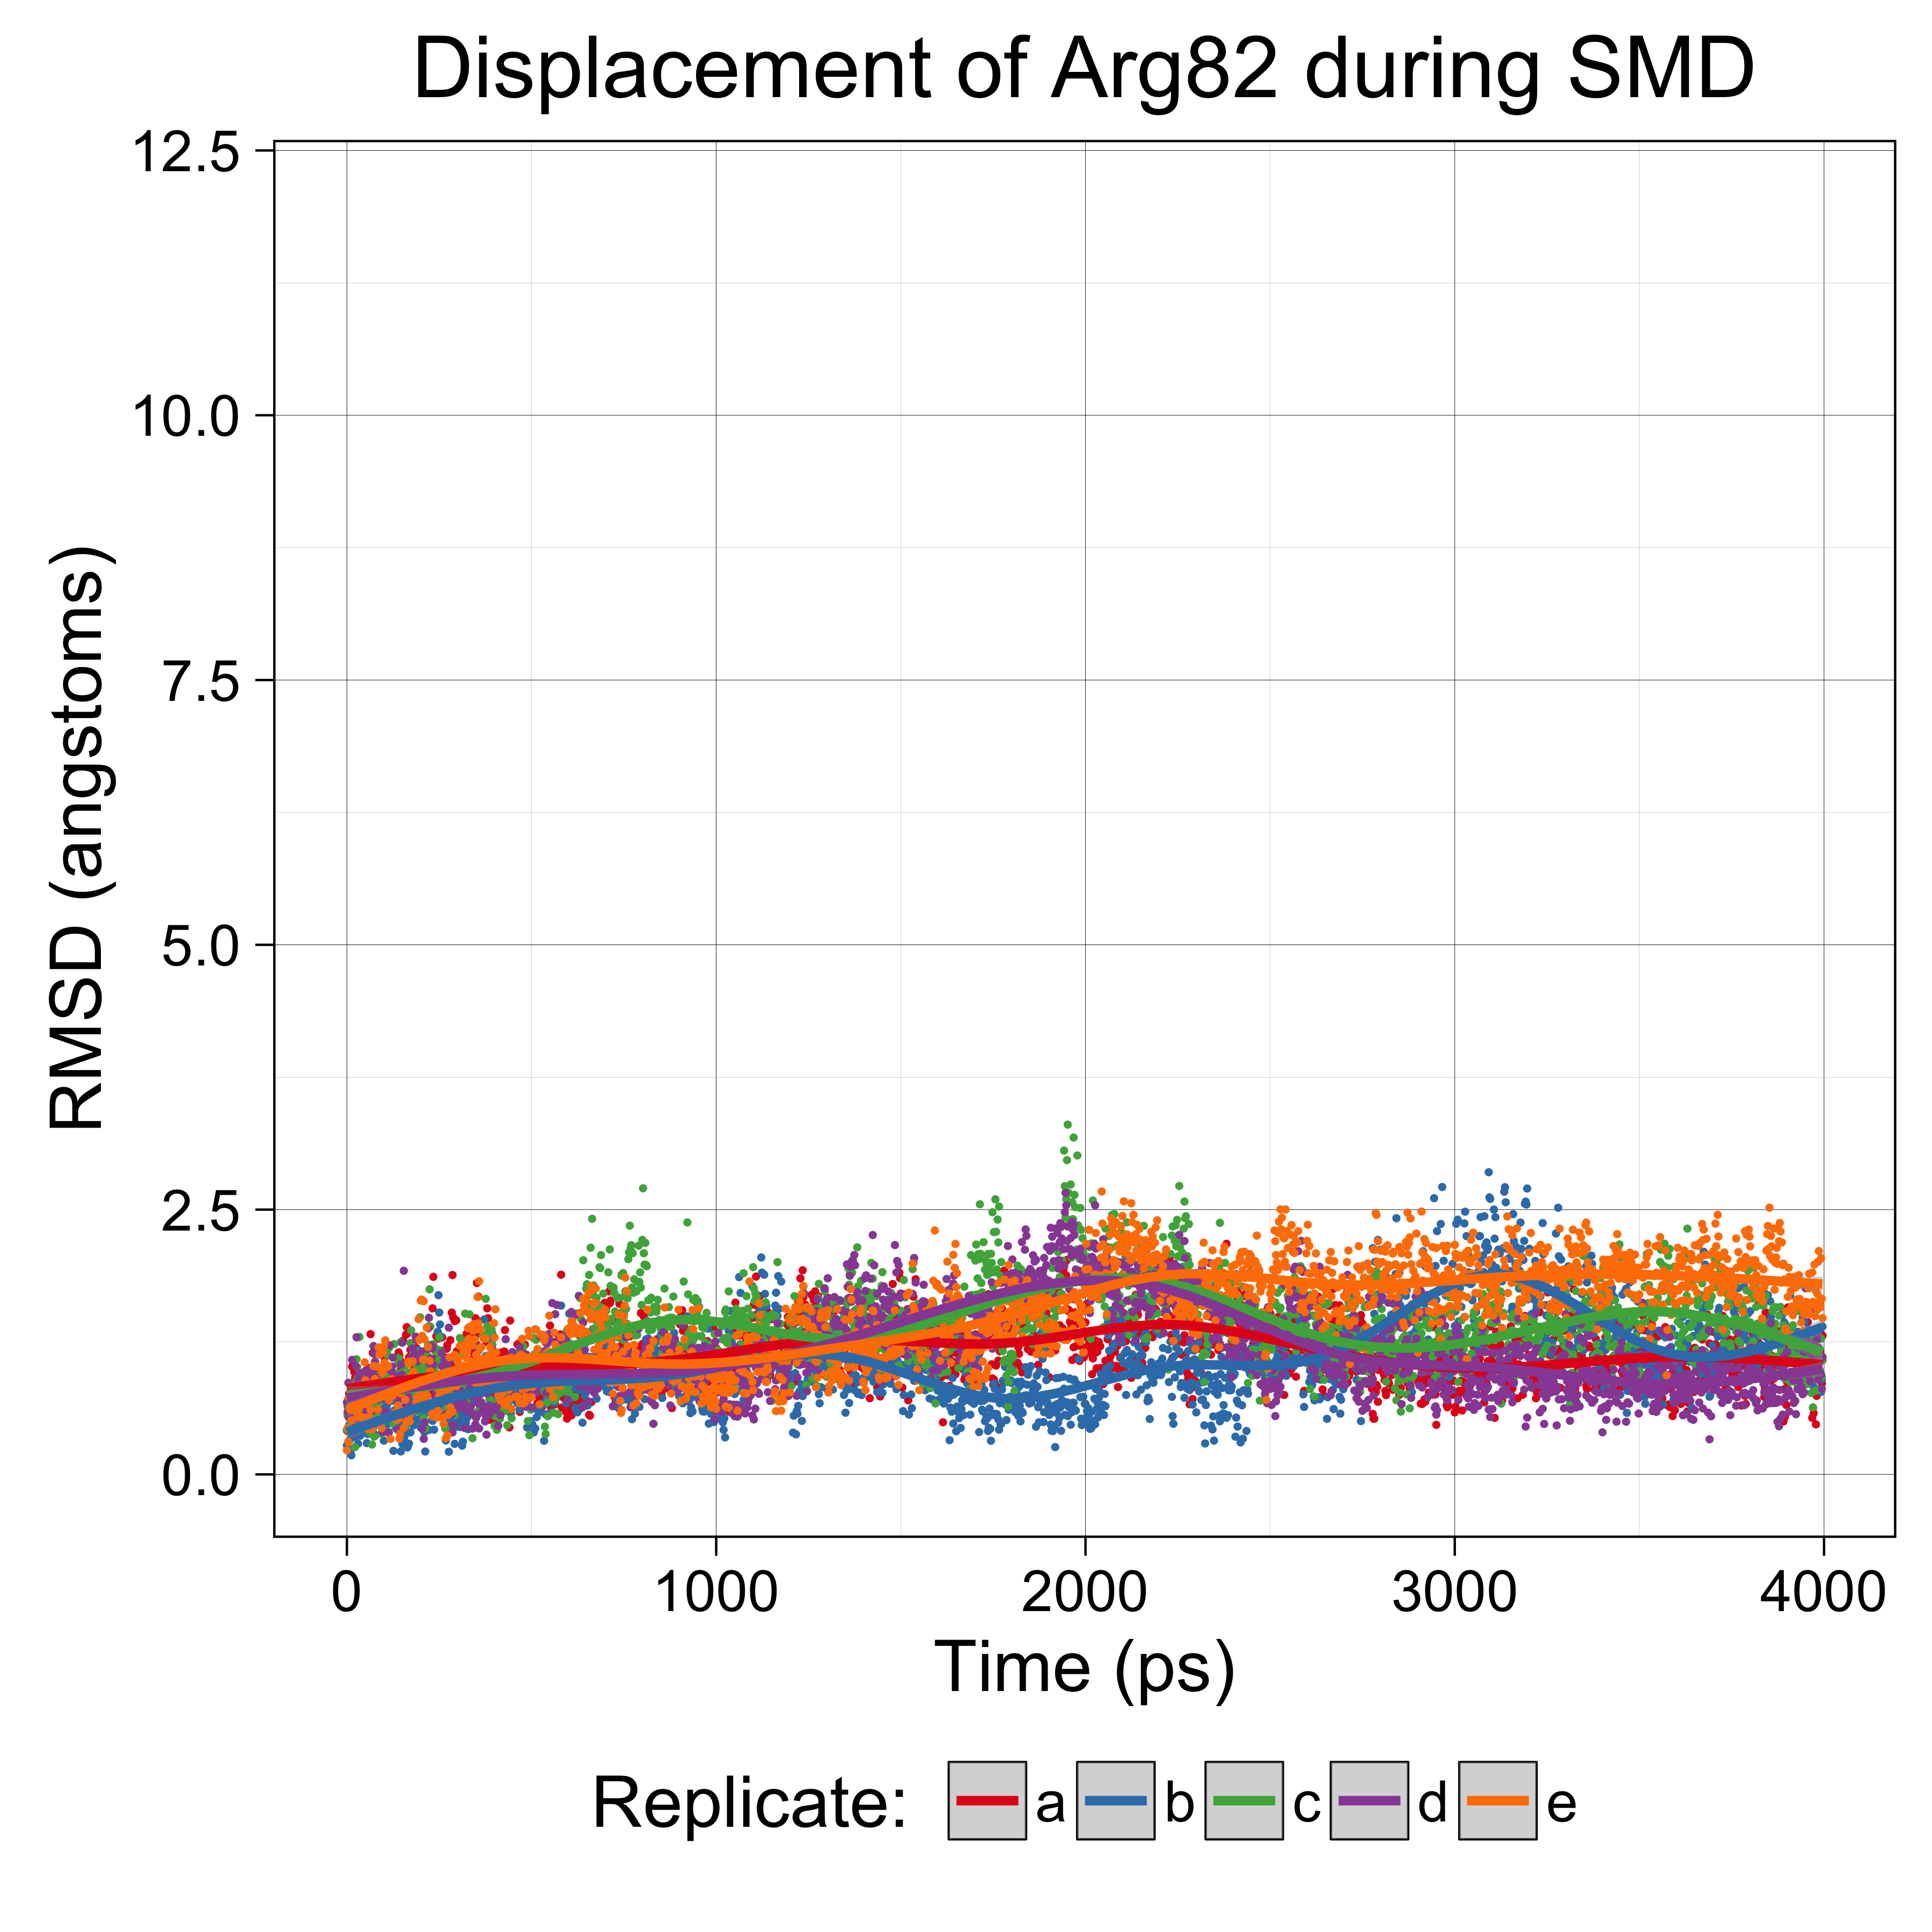 Displacement of Arg82 during SMD
12.5
10.0
7.5
5.0
2.5
0.0
RMSD (angstoms)
0 1000 2000 3000 4000
Time (ps)
Replicate: a b c d e